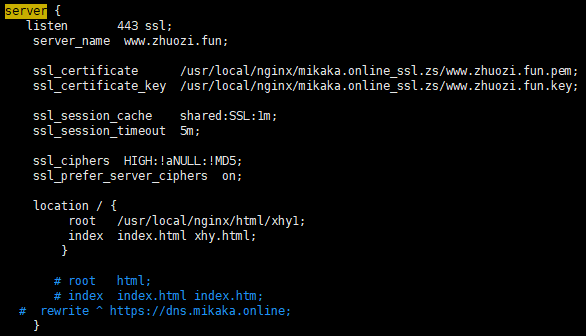 server {
listen 443 ssl;
server_name www.zhuozi.fun;
ssl_certificate /usr/local/nginx/mikaka.online_ssl.zs/www.zhuozi.fun.pem;
ssl_certificate_key /usr/local/nginx/mikaka.online_ssl.zs/www.zhuozi.fun.key;
ssl_session_cache shared:SSL:1m;
ssl_session_timeout 5m;
ssl_ciphers HIGH:!aNULL:!MD5;
ssl_prefer_server_ciphers on;
location / {
root /usr/local/nginx/html/xhy1;
index index.html xhy.html;
}
# root html;
# index index.html index.htm;
# rewrite ^ https://dns.mikaka.online;
}